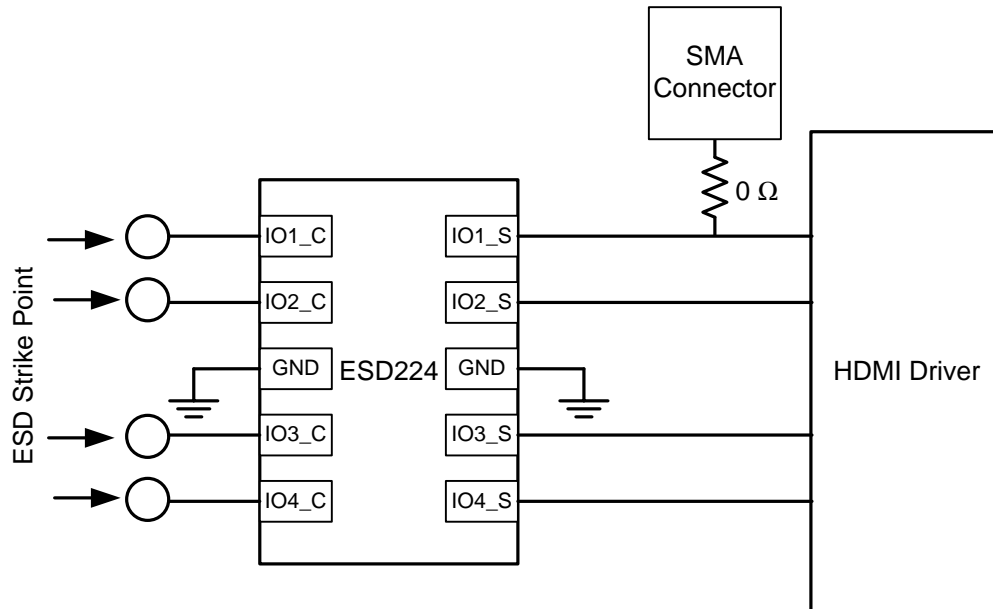 SMA
Connector
0 Ω
ESD Strike Point
IO1_C
IO1_S
IO2_C
IO2_S
GND
ESD224
GND
HDMI Driver
IO3_C
IO3_S
IO4_C
IO4_S